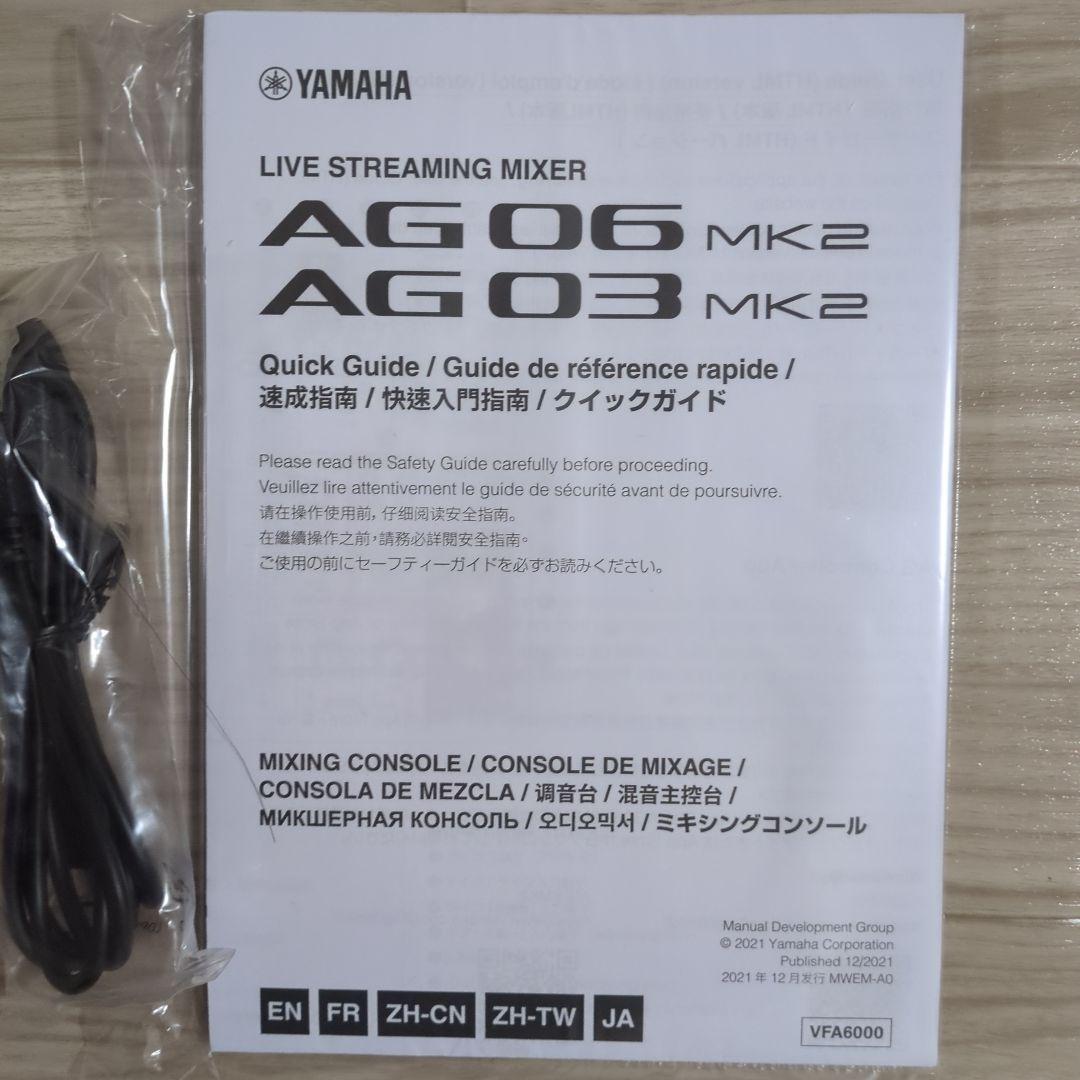 YAMAHA
LIVE STREAMING MIXER
AG 06 MK2
AG 03 MK2
Quick Guide / Guide de référence rapide /
速成指南 / 快速入門指南 / クイックガイド
Please read the Safety Guide carefully before proceeding.
Veuillez lire attentivement le guide de sécurité avant de poursuivre.
请在操作使用前,仔细阅读安全指南。
在繼續操作之前,請務必詳閱安全指南。
ご使用の前にセーフティーガイドを必ずお読みください。
MIXING CONSOLE / CONSOLE DE MIXAGE /
CONSOLA DE MEZCLA / 调音台 / 混音主控台 /
МИКШЕРНАЯ КОНСОЛЬ / 오디오믹서 / ミキシングコンソール
Manual Development Group
© 2021 Yamaha Corporation
Published 12/2021
2021 年 12 月发行 MWEM-A0
EN FR ZH-CN ZH-TW JA
VFA6000